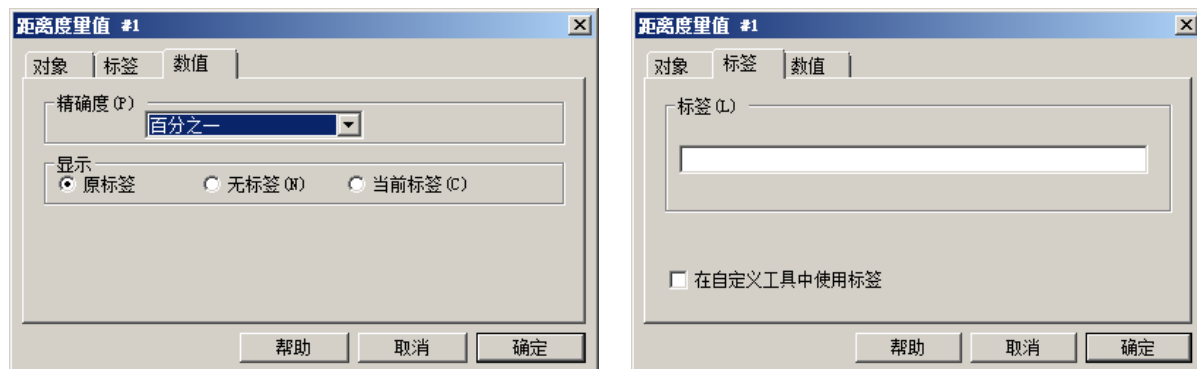 距离度量值 #1
对象 标签 数值
精确度(P)
百分之一
显示
原标签 无标签(N) 当前标签(C)
帮助 取消 确定
距离度量值 #1
对象 标签 数值
标签(L)
在自定义工具中使用标签
帮助 取消 确定